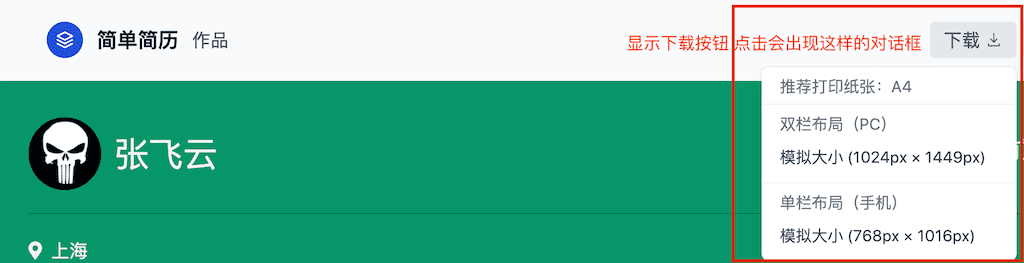 简单简历 作品 显示下载按钮 点击会出现这样的对话框 下载
推荐打印纸张：A4
双栏布局（PC）
张飞云
模拟大小 (1024px × 1449px)
单栏布局（手机）
模拟大小 (768px × 1016px)
上海